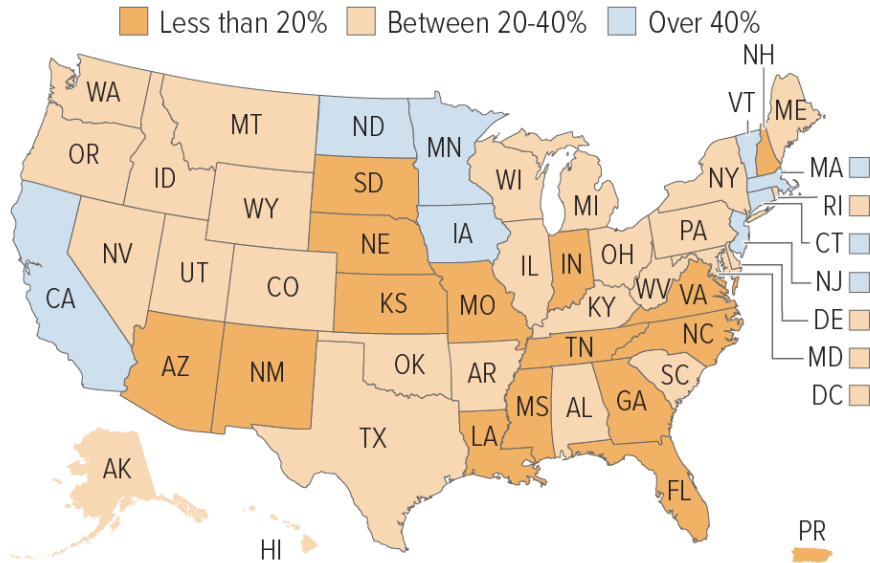 Less than 20% Between 20-40% Over 40%
NH
WA VT ME
MT ND
OR MN MA
ID SD WI NY RI
WY MI
IA PA CT
NV NE
UT CO IL IN OH NJ
CA WV VA
KS MO KY DE
NC
TN MD
AZ NM OK AR SC DC
MS AL GA
TX LA
AK FL
PR
HI